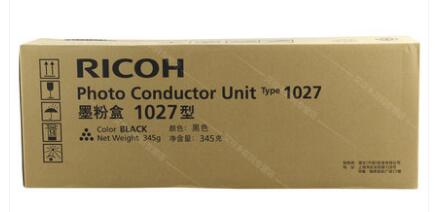 RICOH
Photo Conductor Unit Type 1027
墨粉盒 1027型
Color BLACK 颜色：黑色
Net Weight 345g 净含量：345克